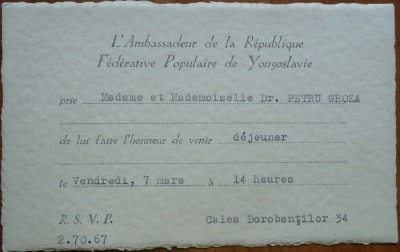 L'Ambassadeur de la République
Fédérative Populaire de Yougoslavie
prie Madame et Mademoiselle Dr. PETRU GROZA
de lui faire l'honneur de venir déjeuner
le Vendredi, 7 mars à 14 heures
R. S. V. P. Calea Dorobanţilor 34
2.70.67